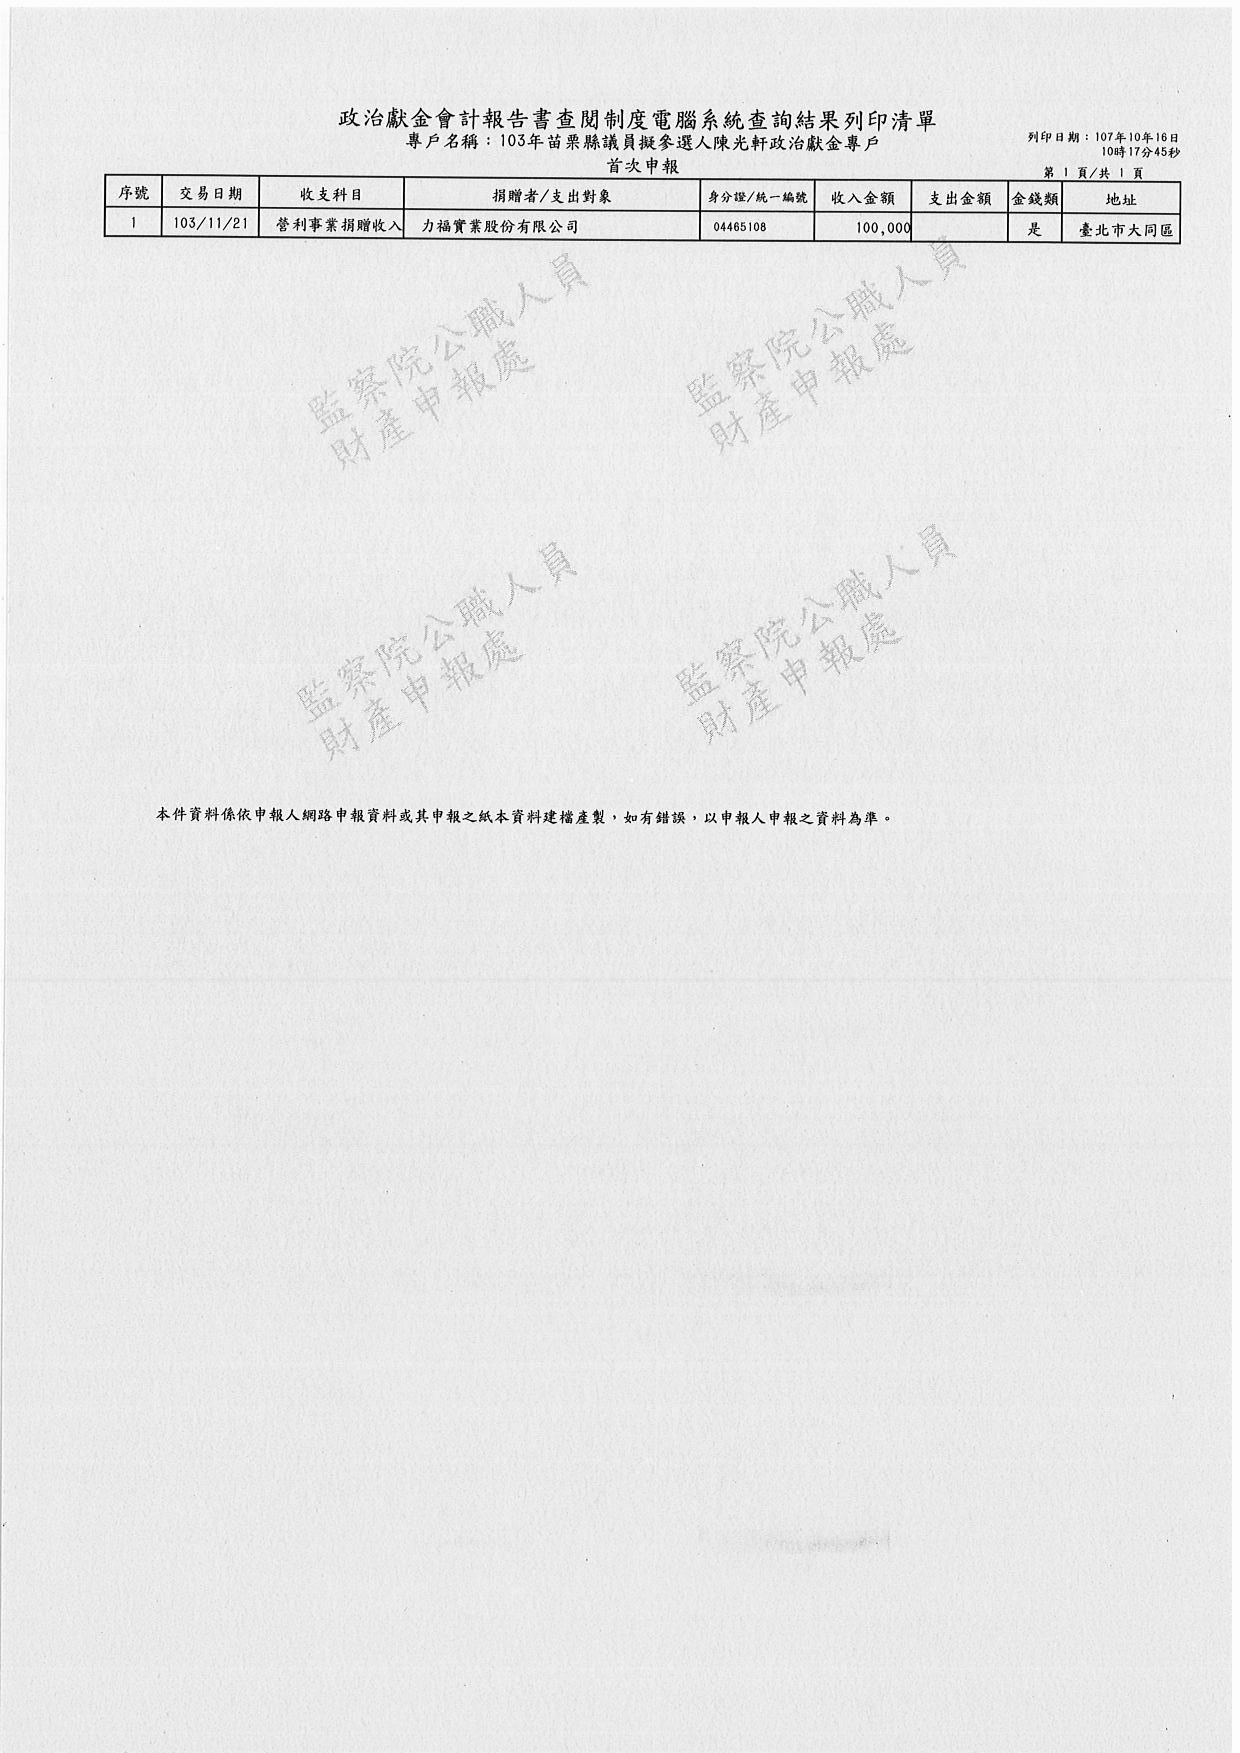 政治獻金會計報告書查閱制度電腦系統查詢結果列印清單
專戶名稱：103年苗栗縣議員擬參選人陳光軒政治獻金專戶
首次申報
列印日期：107年10月16日
10時17分45秒
第 1 頁/共 1 頁
序號 交易日期 收支科目 捐贈者/支出對象 身分證/統一編號 收入金額 支出金額 金錢類 地址
1 103/11/21 營利事業捐贈收入 力福實業股份有限公司 04465108 100,000 是 臺北市大同區
監察院公職人員
財產申報處
監察院公職人員
財產申報處
監察院公職人員
財產申報處
監察院公職人員
財產申報處
本件資料係依申報人網路申報資料或其申報之紙本資料建檔產製，如有錯誤，以申報人申報之資料為準。